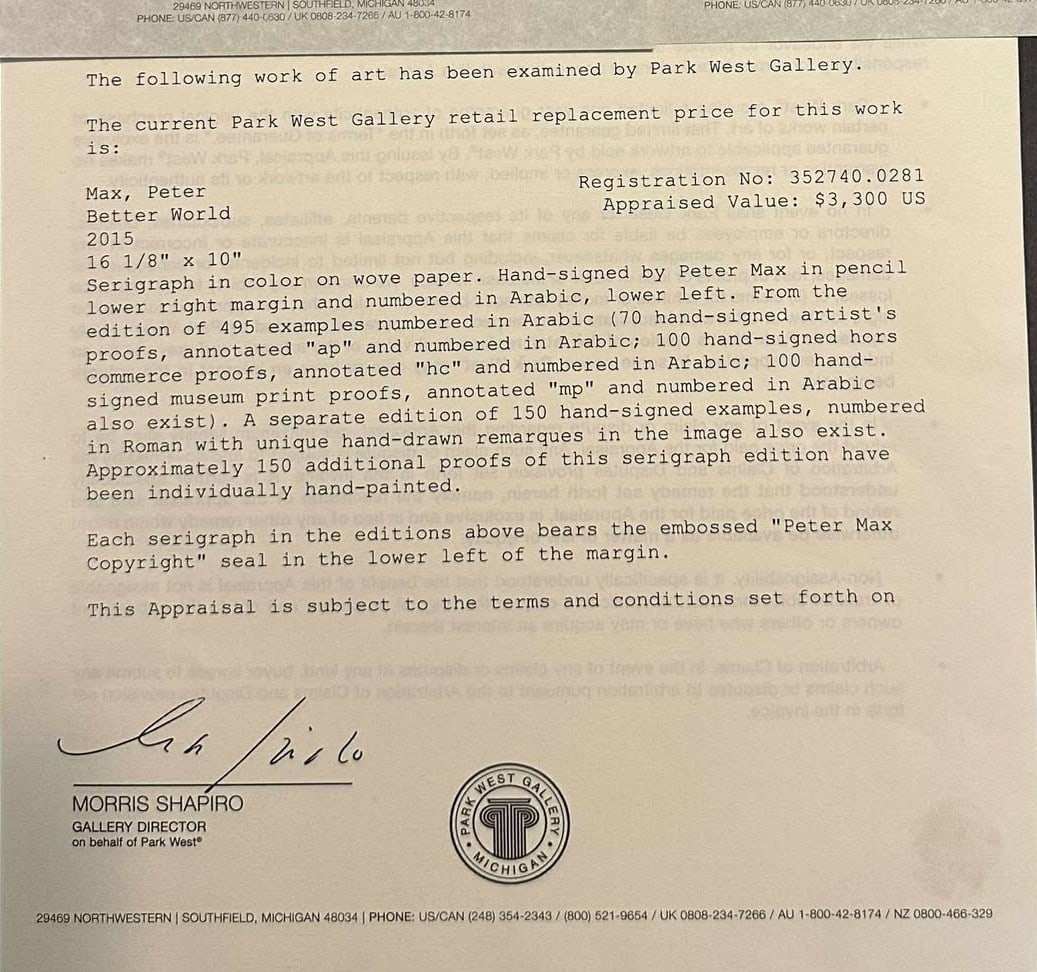 29469 NORTHWESTERN | SOUTHFIELD, MICHIGAN 48034
PHONE: US/CAN (877) 440-0630 / UK 0808-234-7266 / AU 1-800-42-8174
PHONE: US/CAN (877) 440-0630 / UK 0808-234-7266
The following work of art has been examined by Park West Gallery.
The current Park West Gallery retail replacement price for this work
is:
Max, Peter
Registration No: 352740.0281
Better World
Appraised Value: $3,300 US
2015
16 1/8" x 10"
Serigraph in color on wove paper. Hand-signed by Peter Max in pencil
lower right margin and numbered in Arabic, lower left. From the
edition of 495 examples numbered in Arabic (70 hand-signed artist's
proofs, annotated "ap" and numbered in Arabic; 100 hand-signed hors
commerce proofs, annotated "hc" and numbered in Arabic; 100 hand-
signed museum print proofs, annotated "mp" and numbered in Arabic
also exist). A separate edition of 150 hand-signed examples, numbered
in Roman with unique hand-drawn remarques in the image also exist.
Approximately 150 additional proofs of this serigraph edition have
been individually hand-painted.
Each serigraph in the editions above bears the embossed "Peter Max
Copyright" seal in the lower left of the margin.
This Appraisal is subject to the terms and conditions set forth on
MORRIS SHAPIRO
GALLERY DIRECTOR
on behalf of Park West®
PARK WEST GALLERY
• MICHIGAN •
29469 NORTHWESTERN | SOUTHFIELD, MICHIGAN 48034 | PHONE: US/CAN (248) 354-2343 / (800) 521-9654 / UK 0808-234-7266 / AU 1-800-42-8174 / NZ 0800-466-329